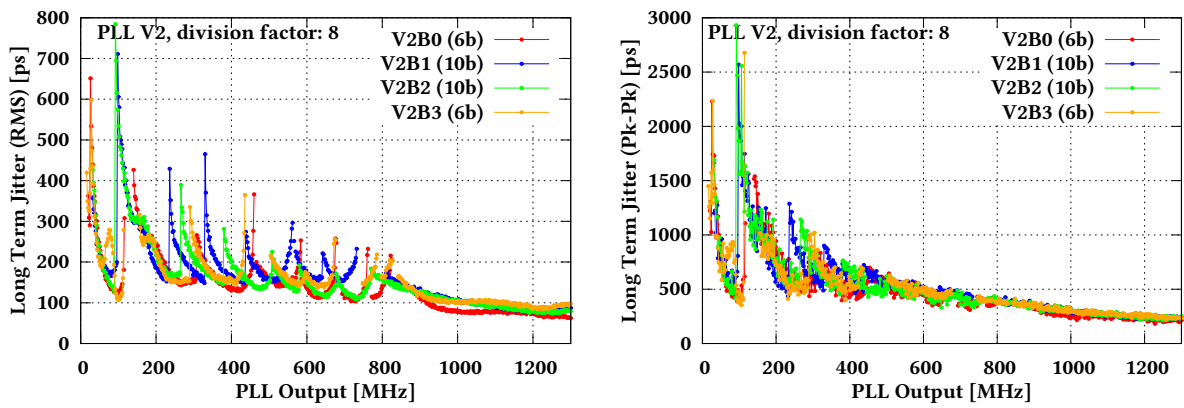 PLL V2, division factor: 8
V2B0 (6b)
V2B1 (10b)
V2B2 (10b)
V2B3 (6b)
Long Term Jitter (RMS) [ps]
800
700
600
500
400
300
200
100
0
0 200 400 600 800 1000 1200
PLL Output [MHz]
PLL V2, division factor: 8
V2B0 (6b)
V2B1 (10b)
V2B2 (10b)
V2B3 (6b)
Long Term Jitter (Pk-Pk) [ps]
3000
2500
2000
1500
1000
500
0
0 200 400 600 800 1000 1200
PLL Output [MHz]